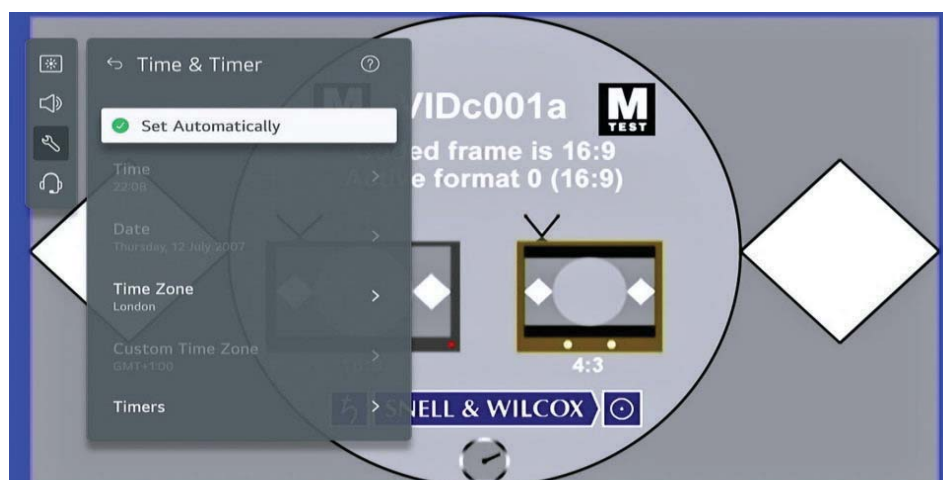 Time & Timer
Set Automatically
Time
22:08
Date
Thursday, 12 July 2007
Time Zone
London
Custom Time Zone
GMT+1:00
Timers
VIDc001a
M
TEST
frame is 16:9
format 0 (16:9)
4:3
SNELL & WILCOX